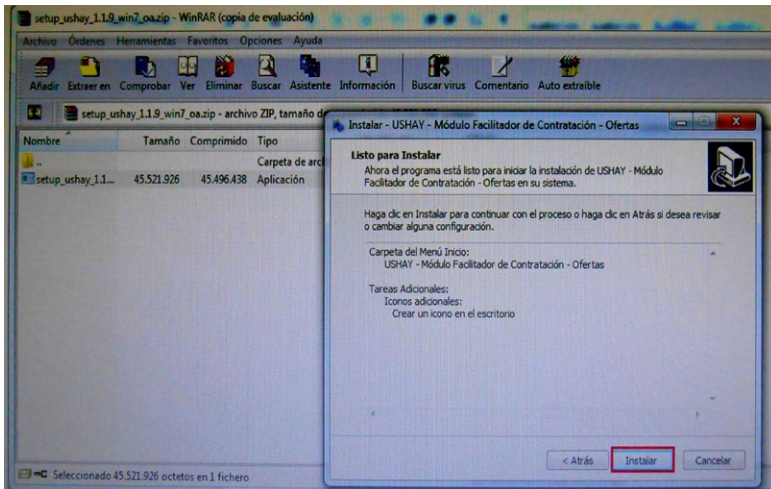 setup_ushay_1.1.9_win7_oa.zip - WinRAR (copia de evaluación)
Archivo Órdenes Herramientas Favoritos Opciones Ayuda
Añadir Extraer en Comprobar Ver Eliminar Buscar Asistente Información Buscar virus Comentario Auto extraíble
setup_ushay_1.1.9_win7_oa.zip - archivo ZIP, tamaño d
Nombre Tamaño Comprimido Tipo
.. Carpeta de arc
setup_ushay_1.1... 45.521.926 45.496.438 Aplicación
Seleccionado 45.521.926 octetos en 1 fichero
Instalar - USHAY - Módulo Facilitador de Contratación - Ofertas
Listo para Instalar
Ahora el programa está listo para iniciar la instalación de USHAY - Módulo
Facilitador de Contratación - Ofertas en su sistema.
Haga clic en Instalar para continuar con el proceso o haga clic en Atrás si desea revisar
o cambiar alguna configuración.
Carpeta del Menú Inicio:
USHAY - Módulo Facilitador de Contratación - Ofertas
Tareas Adicionales:
Iconos adicionales:
Crear un icono en el escritorio
< Atrás Instalar Cancelar